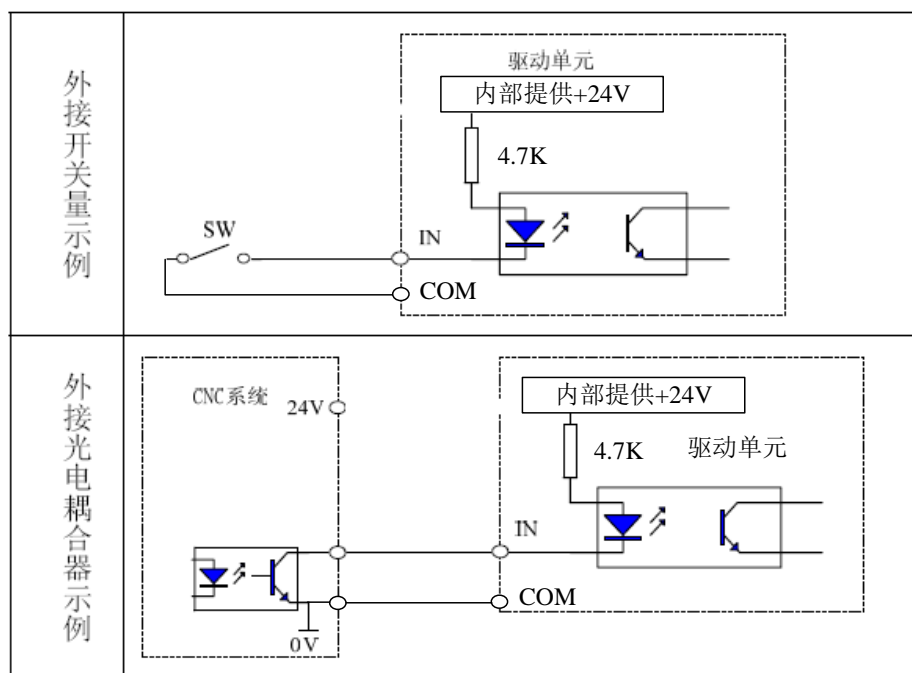 外接开关量示例
驱动单元
内部提供+24V
4.7K
SW
IN
COM
外接光电耦合器示例
CNC系统
24V
0V
内部提供+24V
4.7K
驱动单元
IN
COM